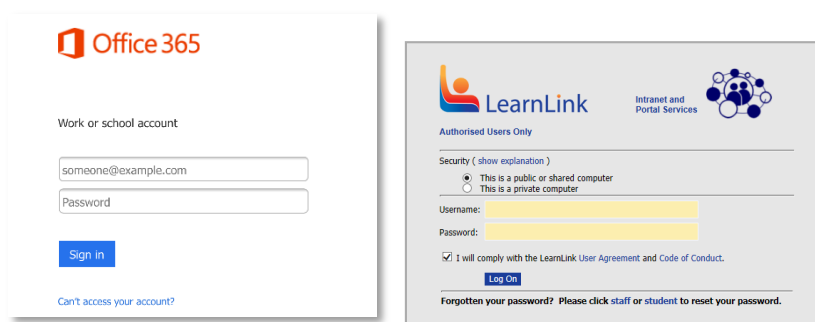 Office 365
Work or school account
someone@example.com
Password
Sign in
Can't access your account?
LearnLink
Intranet and
Portal Services
Authorised Users Only
Security ( show explanation )
This is a public or shared computer
This is a private computer
Username:
Password:
I will comply with the LearnLink User Agreement and Code of Conduct.
Log On
Forgotten your password? Please click staff or student to reset your password.